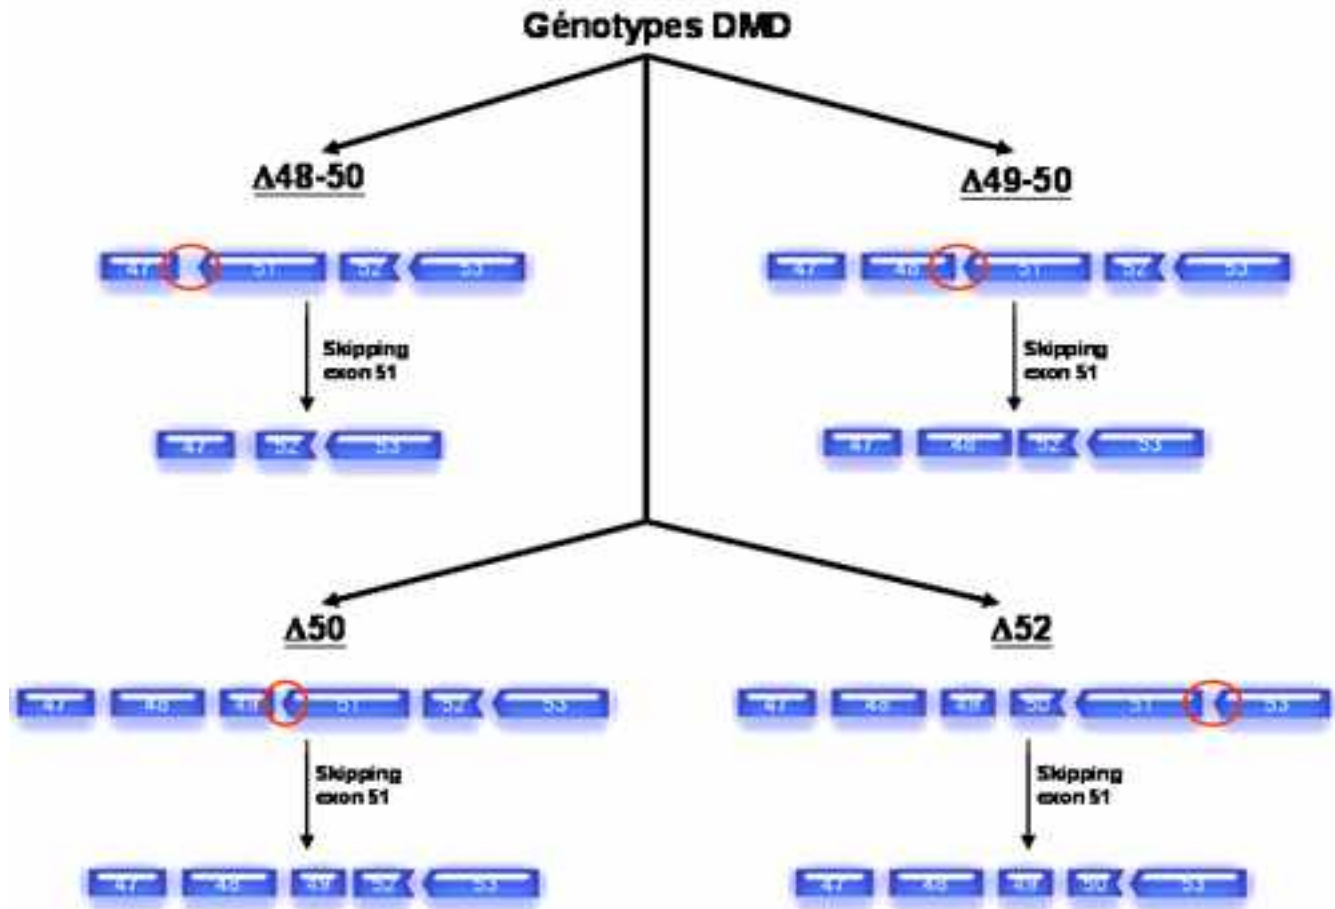 Génotypes DMD
Δ48-50
Δ49-50
47 51 52 53
47 48 51 52 53
Skipping
exon 51
Skipping
exon 51
47 52 53
47 48 52 53
Δ50
Δ52
47 48 49 51 52 53
47 48 49 50 51 53
Skipping
exon 51
Skipping
exon 51
47 48 49 52 53
47 48 49 50 53